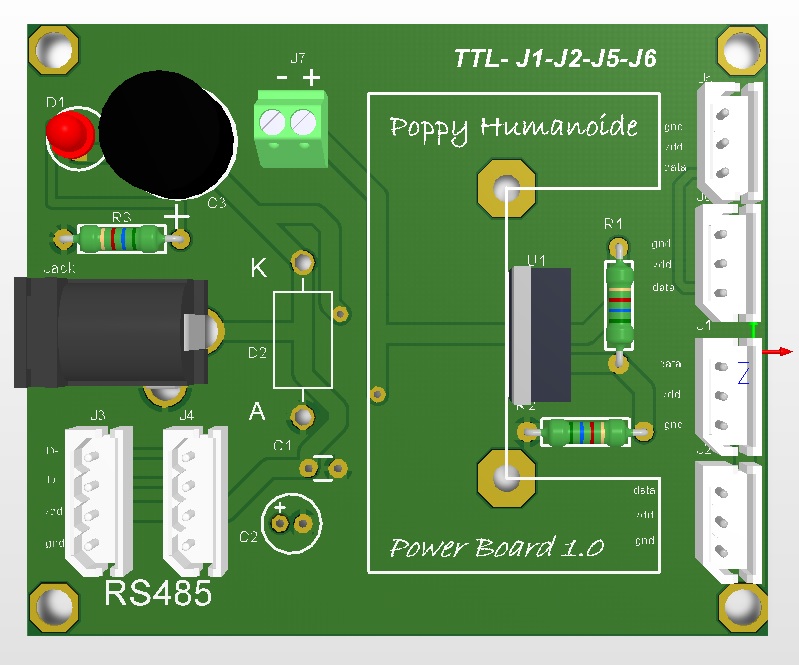 TTL- J1-J2-J5-J6
J7
- +
D1
Poppy Humanoide
gnd
vdd
data
C3
+
R3
R1
gnd
vdd
data
Jack
K
U1
D2
data
vdd
gnd
A
J3
J4
C1
D-
vdd
gnd
+
C2
data
vdd
gnd
Power Board 1.0
RS485
Z